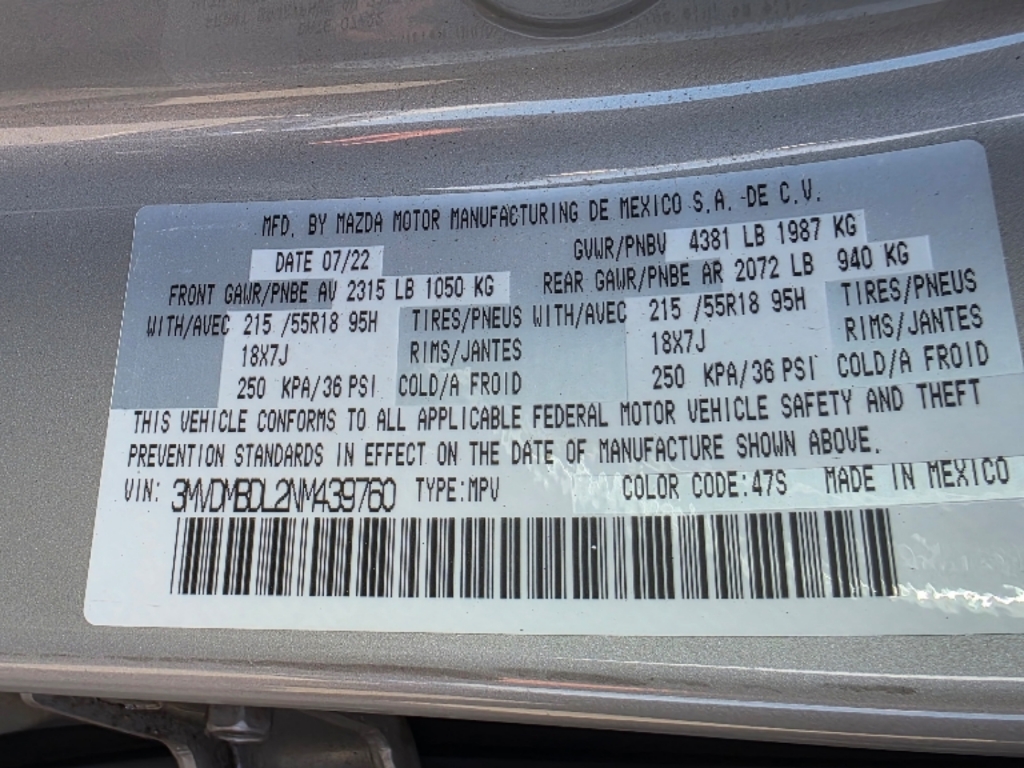 MFD. BY MAZDA MOTOR MANUFACTURING DE MEXICO S.A. DE C.V.
DATE 07/22 GVWR/PNBV 4381 LB 1987 KG
FRONT GAWR/PNBE AV 2315 LB 1050 KG REAR GAWR/PNBE AR 2072 LB 940 KG
WITH/AVEC 215 /55R18 95H TIRES/PNEUS WITH/AVEC 215 /55R18 95H TIRES/PNEUS
18X7J RIMS/JANTES 18X7J RIMS/JANTES
250 KPA/36 PSI COLD/A FROID 250 KPA/36 PSI COLD/A FROID
THIS VEHICLE CONFORMS TO ALL APPLICABLE FEDERAL MOTOR VEHICLE SAFETY AND THEFT
PREVENTION STANDARDS IN EFFECT ON THE DATE OF MANUFACTURE SHOWN ABOVE.
VIN: 3MVDMBDL2NM439760 TYPE:MPV COLOR CODE:47S MADE IN MEXICO